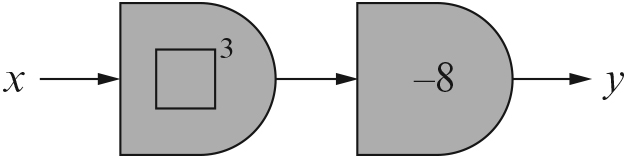 x □³ –8 y